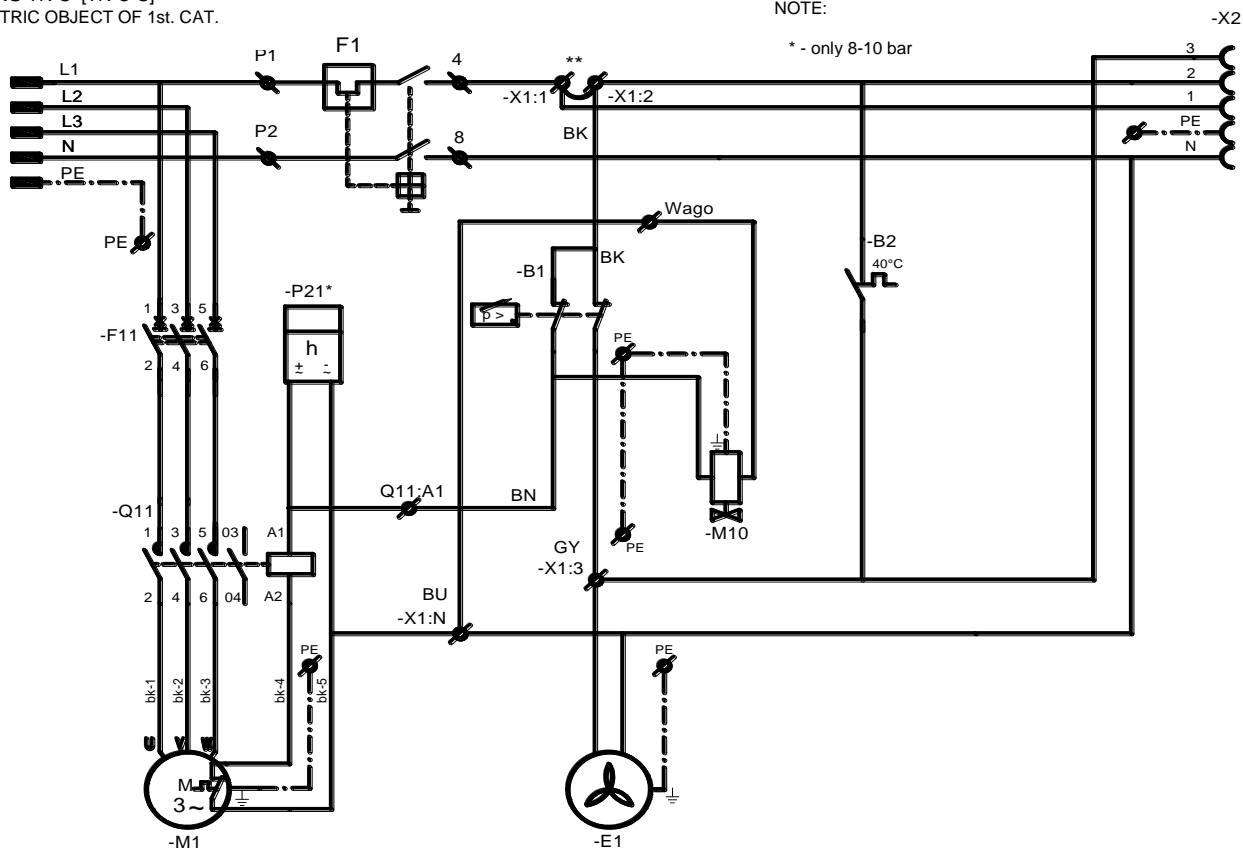 TRIC OBJECT OF 1st. CAT.
NOTE:
* - only 8-10 bar
-X2
L1
P1
F1
4
**
3
-X1:1
-X1:2
2
L2
1
L3
P2
8
BK
PE
N
N
PE
Wago
PE
-B2
BK
40°C
-B1
-P21*
1
3
5
p >
-F11
h
PE
2
4
6
+
~
-
~
Q11:A1
BN
-Q11
-M10
1
3
5
03
A1
GY
PE
-X1:3
2
4
6
04
A2
BU
-X1:N
PE
PE
bk-1
bk-2
bk-3
bk-4
bk-5
U
V
W
M
3 ~
-M1
-E1